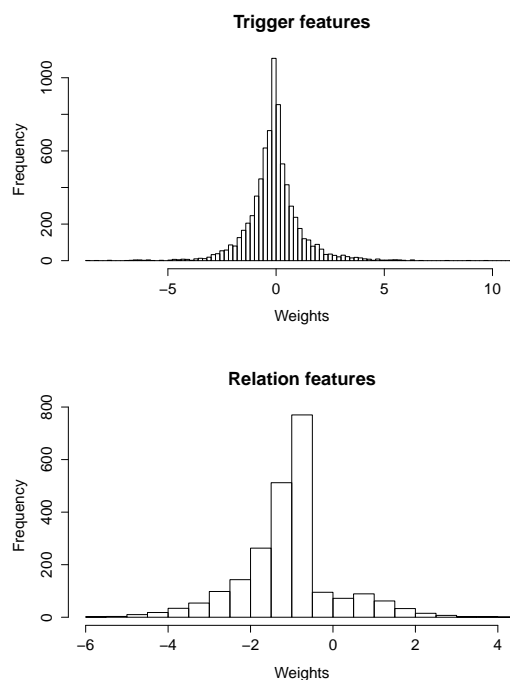 Trigger features
1000
600
200
0
Frequency
−5 0 5 10
Weights
Relation features
800
600
400
200
0
Frequency
−6 −4 −2 0 2 4
Weights